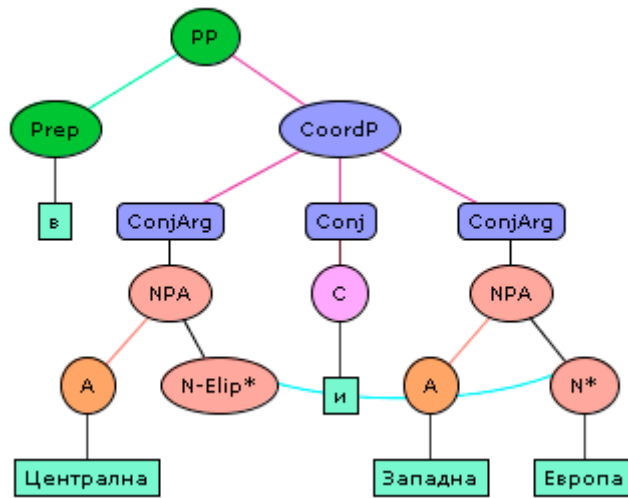 PP
Prep CoordP
в ConjArg Conj ConjArg
NPA C NPA
A N-Elip* и A N*
Централна Западна Европа